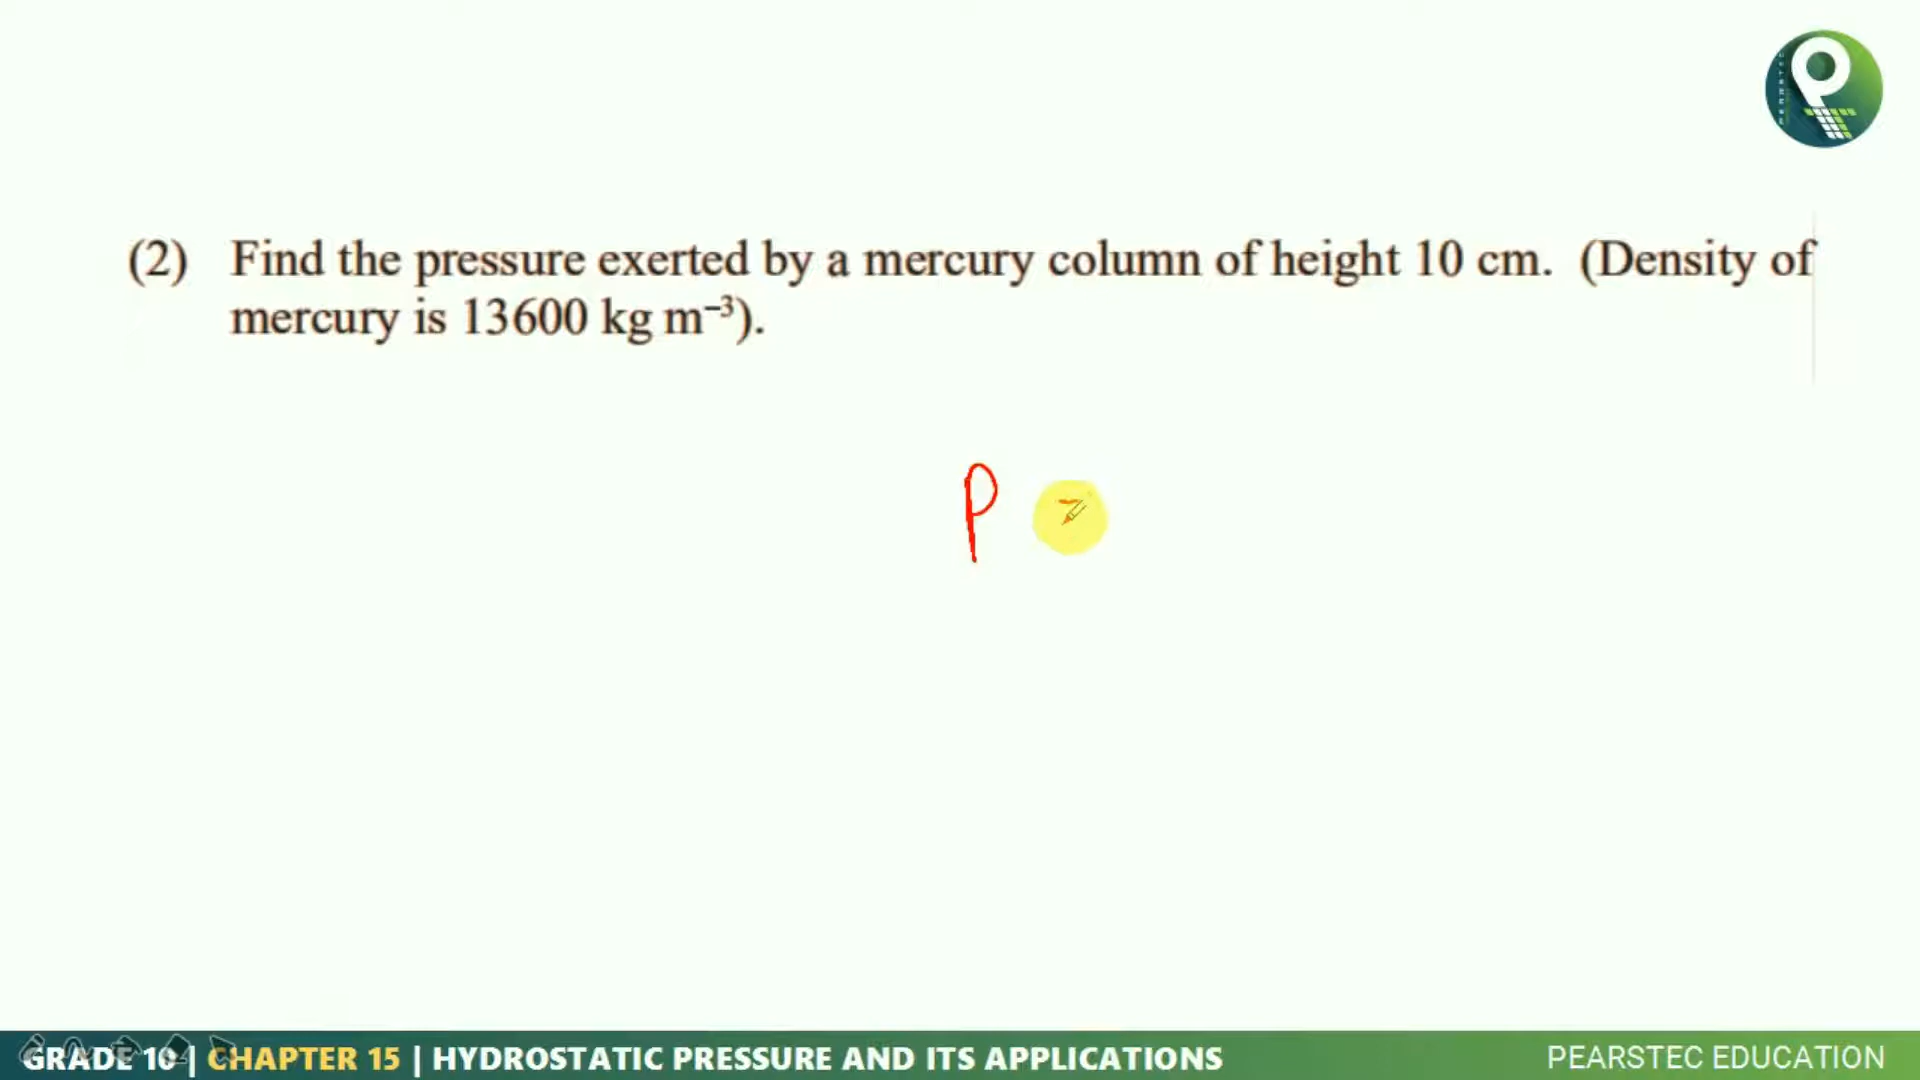 (2) Find the pressure exerted by a mercury column of height 10 cm. (Density of
mercury is 13600 kg m⁻³).
P =
GRADE 10 | CHAPTER 15 | HYDROSTATIC PRESSURE AND ITS APPLICATIONS
PEARSTEC EDUCATION